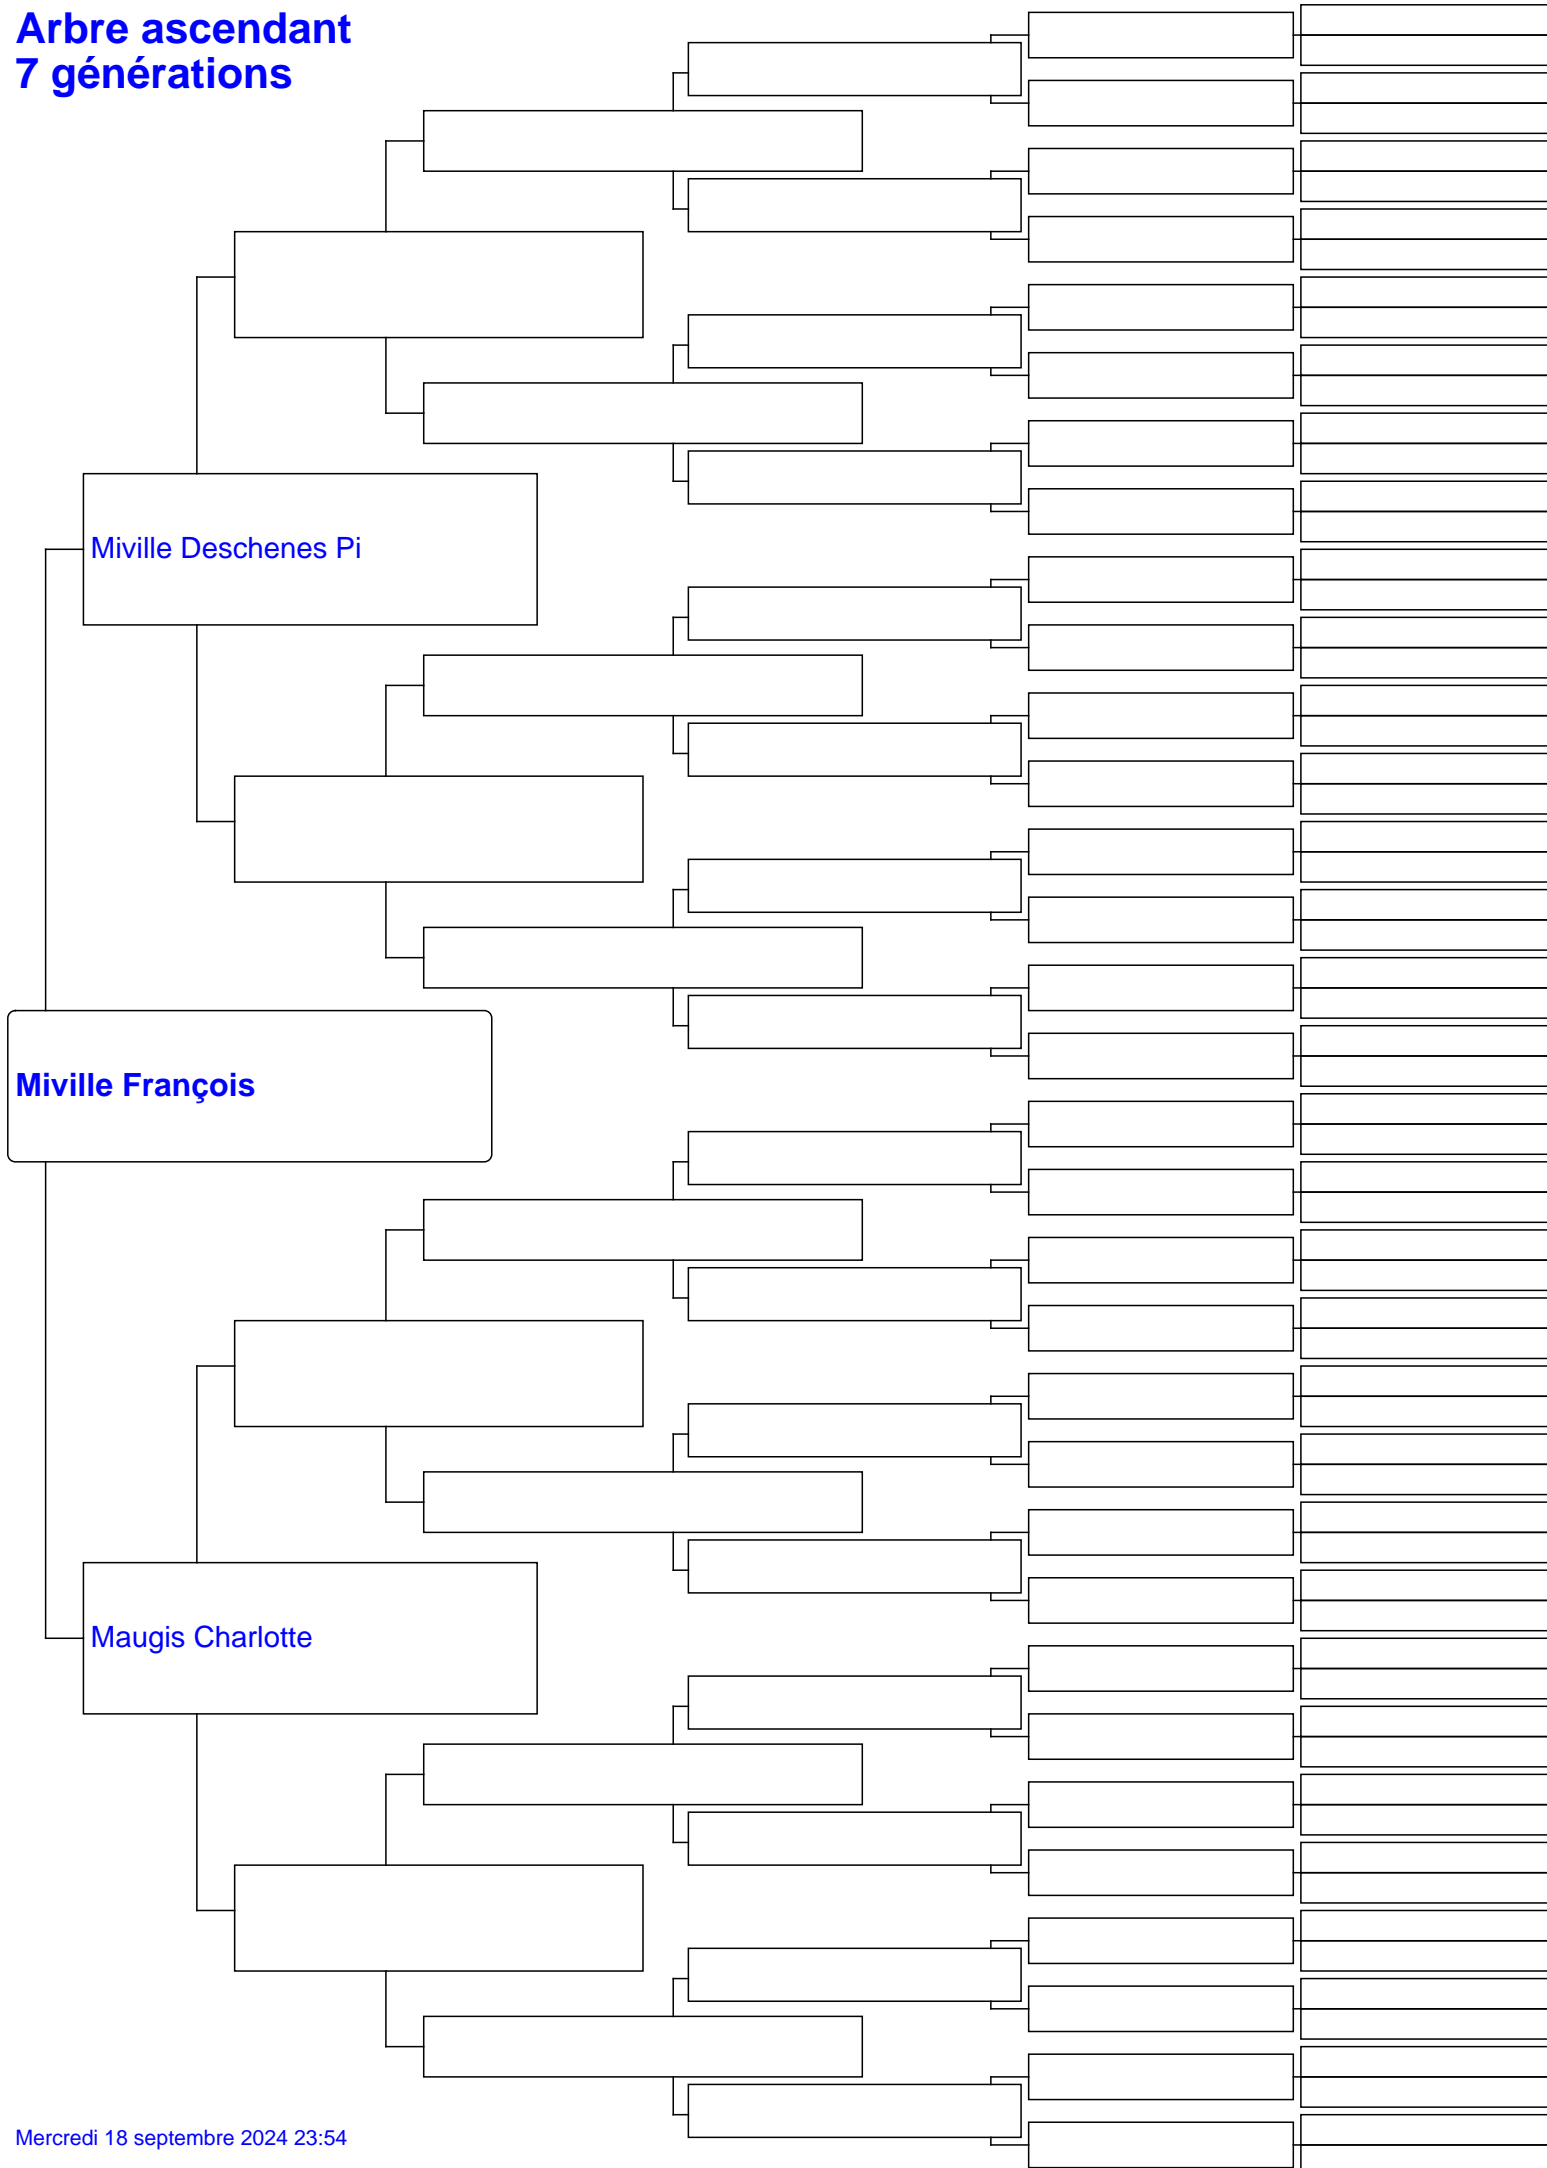 Arbre ascendant
7 générations
Miville Deschenes Pi
Miville François
Maugis Charlotte
Mercredi 18 septembre 2024 23:54